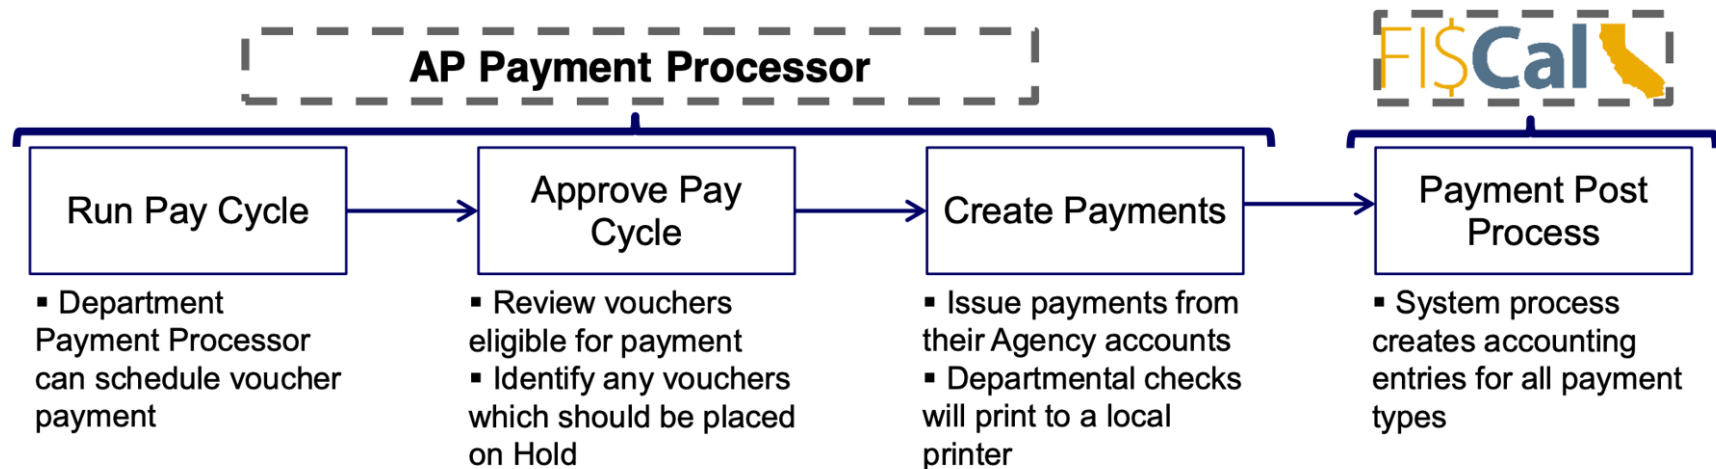 AP Payment Processor
FI$Cal
Run Pay Cycle
Approve Pay
Cycle
Create Payments
Payment Post
Process
▪ Department
Payment Processor
can schedule voucher
payment
▪ Review vouchers
eligible for payment
▪ Identify any vouchers
which should be placed
on Hold
▪ Issue payments from
their Agency accounts
▪ Departmental checks
will print to a local
printer
▪ System process
creates accounting
entries for all payment
types